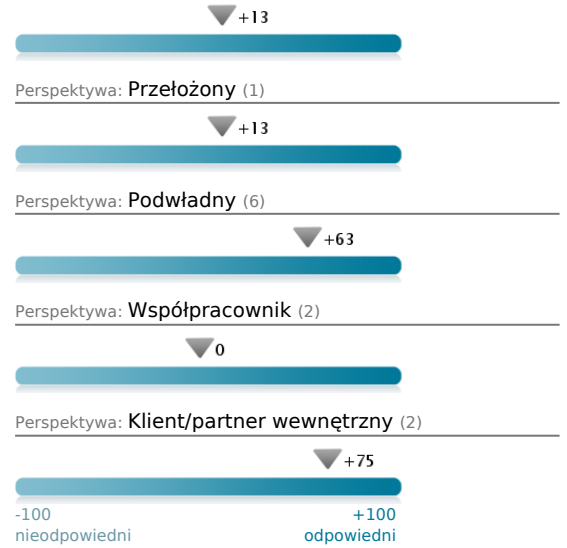 +13
Perspektywa: Przełożony (1)
+13
Perspektywa: Podwładny (6)
+63
Perspektywa: Współpracownik (2)
0
Perspektywa: Klient/partner wewnętrzny (2)
+75
-100 +100
nieodpowiedni odpowiedni